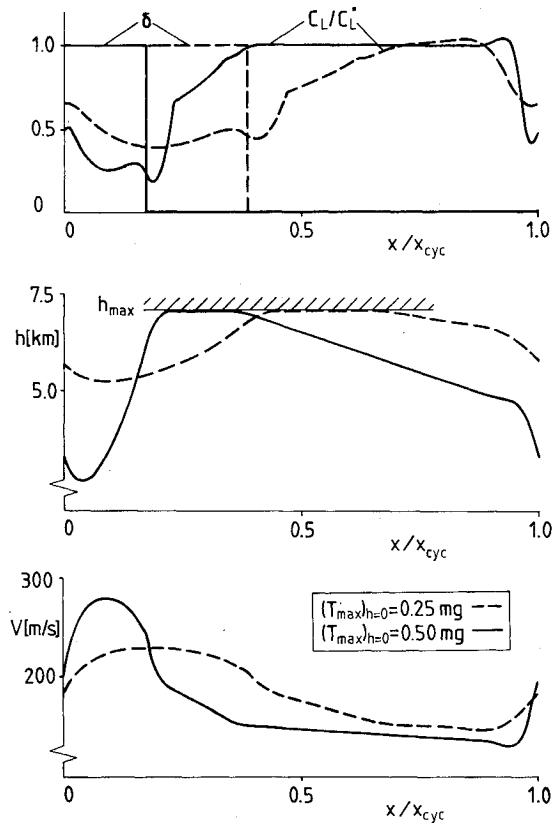 δ
C_L/C_L*
1.0
0.5
0
0 0.5 1.0
x/x_cyc
7.5
h_max
h[km]
5.0
0 0.5 1.0
x/x_cyc
300
V[m/s]
200
(T_max)_h=0 = 0.25 mg
(T_max)_h=0 = 0.50 mg
0 0.5 1.0
x/x_cyc